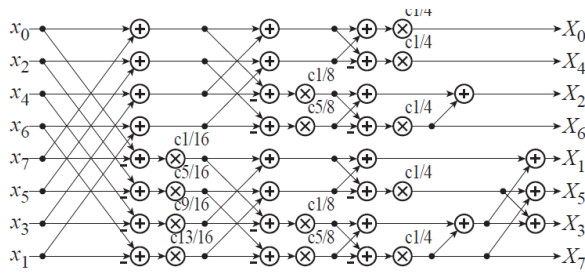 c1/4
x0 X0
c1/4
x2 X4
c1/8
x4 X2
c5/8 c1/4
x6 X6
c1/16
x7 X1
c5/16 c1/4
x5 X5
c9/16 c1/8
x3 X3
c13/16 c5/8 c1/4
x1 X7